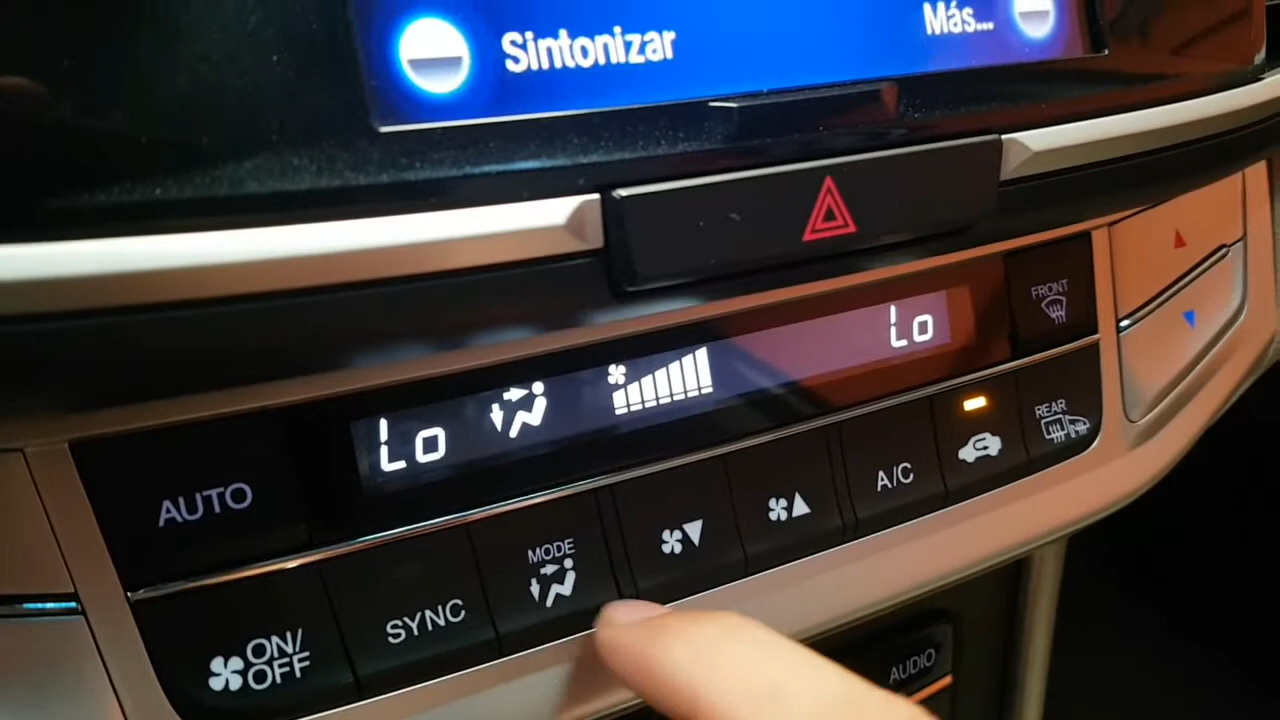 Sintonizar
Más...
FRONT
Lo
Lo
AUTO
REAR
A/C
MODE
SYNC
ON/
OFF
AUDIO